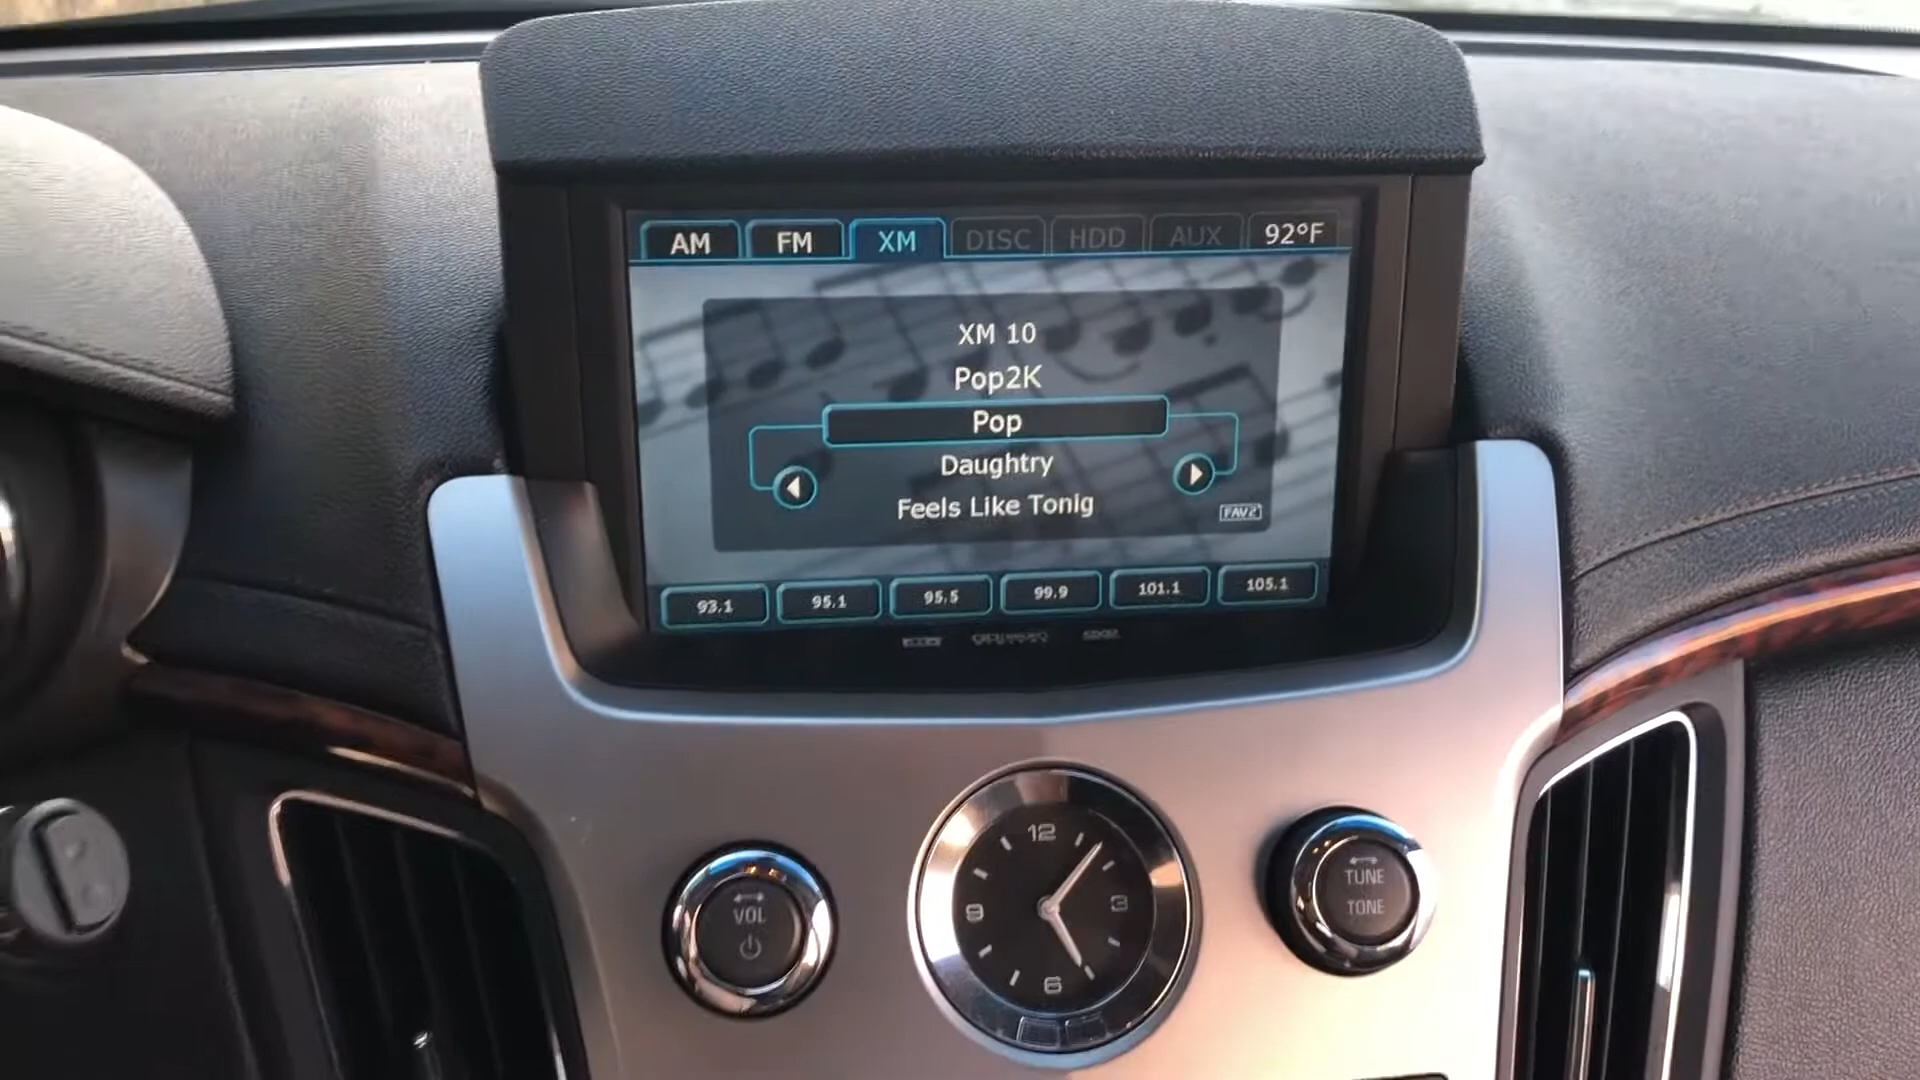 AM FM XM DISC HDD AUX 92°F
XM 10
Pop2K
Pop
Daughtry
Feels Like Tonig
FAV2
93.1 95.1 95.5 99.9 101.1 105.1
12
3
6
9
VOL
TUNE
TONE